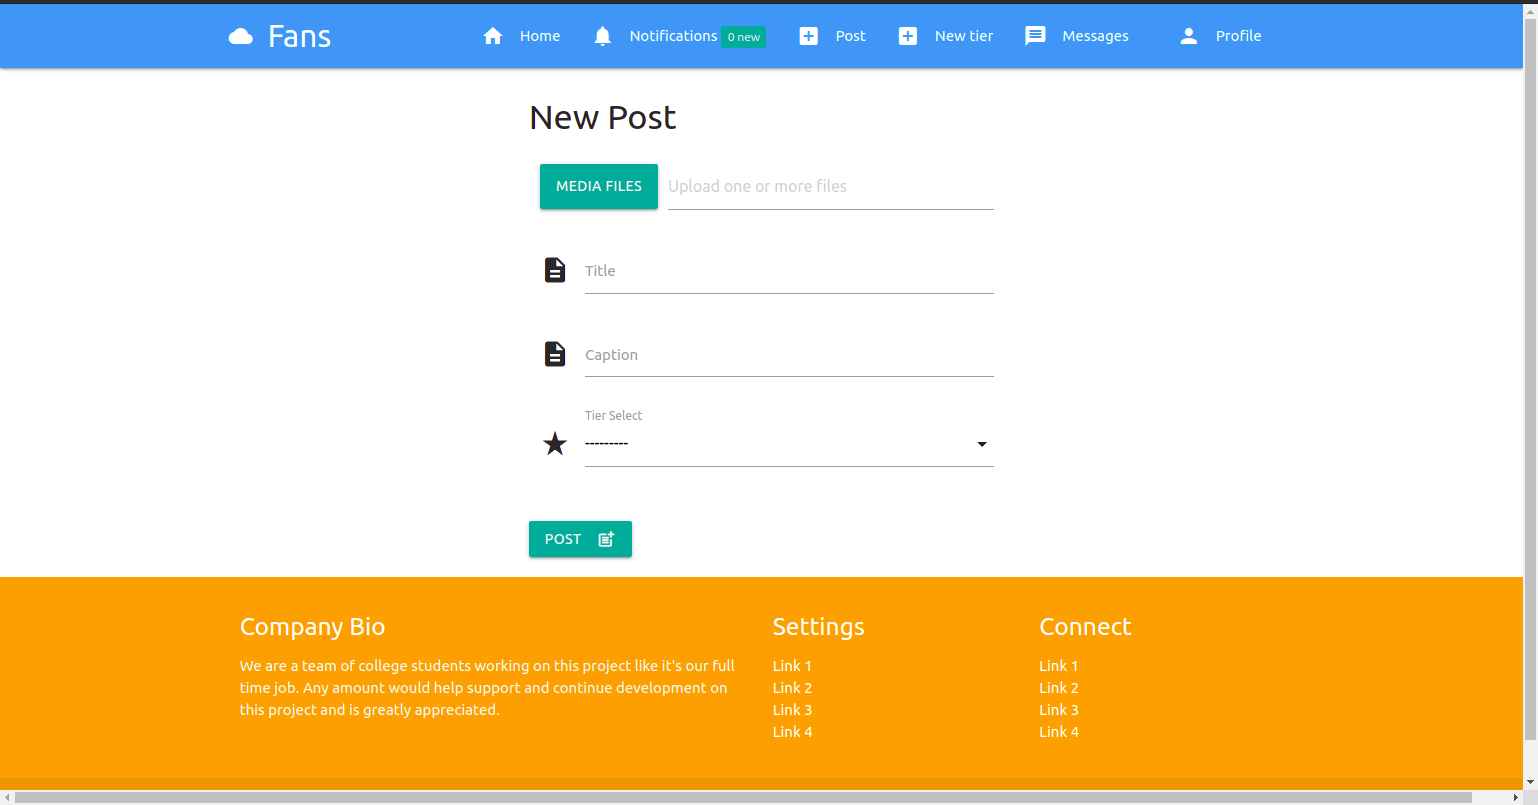 Fans
Home
Notifications 0 new
Post
New tier
Messages
Profile
New Post
MEDIA FILES
Upload one or more files
Title
Caption
Tier Select
---------
POST
Company Bio
We are a team of college students working on this project like it's our full
time job. Any amount would help support and continue development on
this project and is greatly appreciated.
Settings
Link 1
Link 2
Link 3
Link 4
Connect
Link 1
Link 2
Link 3
Link 4